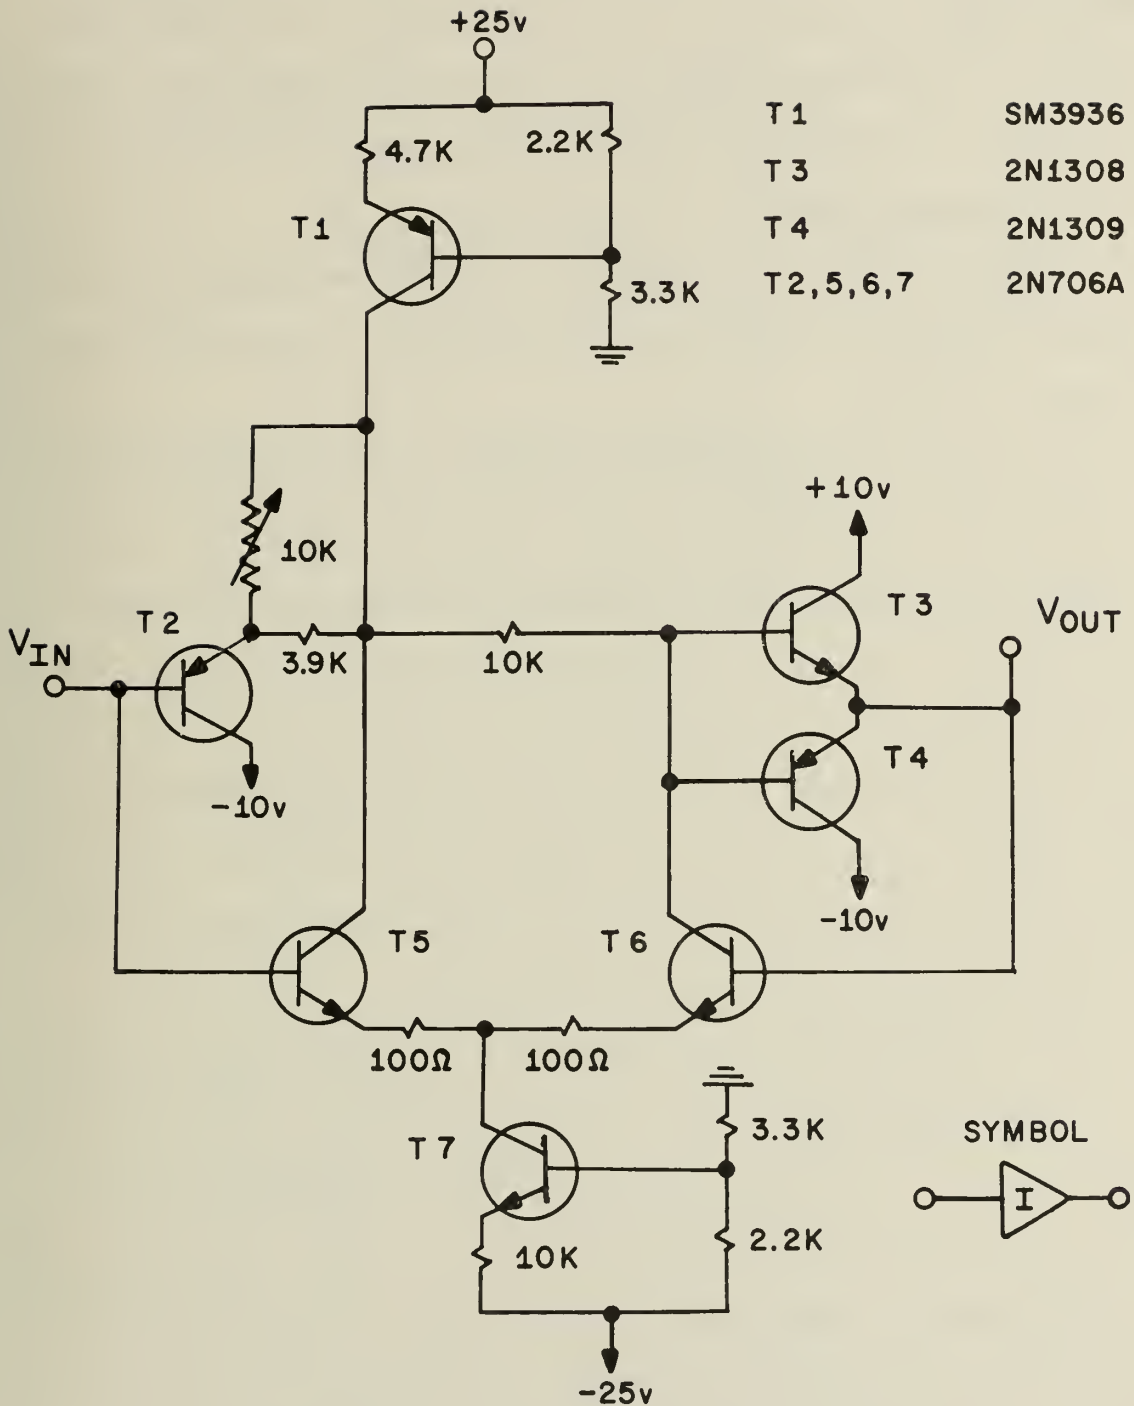 +25v
T1 SM3936
4.7K
2.2K
T3 2N1308
T1
T4 2N1309
3.3K
T2,5,6,7 2N706A
+10v
10K
T3
T2
VOUT
VIN
3.9K
10K
T4
-10v
-10v
T5
T6
100Ω
100Ω
T7
3.3K
SYMBOL
I
10K
2.2K
-25v